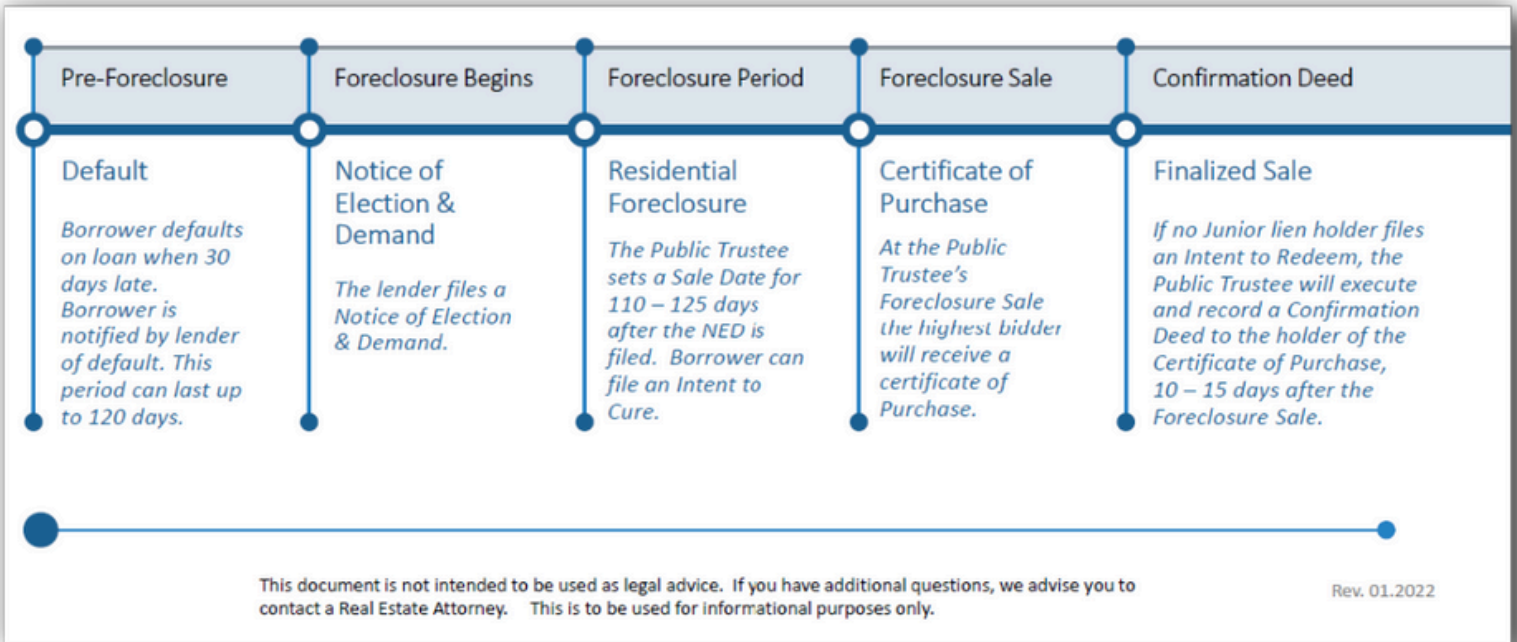 Pre-Foreclosure
Foreclosure Begins
Foreclosure Period
Foreclosure Sale
Confirmation Deed
Default
Borrower defaults
on loan when 30
days late.
Borrower is
notified by lender
of default. This
period can last up
to 120 days.
Notice of
Election &
Demand
The lender files a
Notice of Election
& Demand.
Residential
Foreclosure
The Public Trustee
sets a Sale Date for
110 – 125 days
after the NED is
filed.  Borrower can
file an Intent to
Cure.
Certificate of
Purchase
At the Public
Trustee’s
Foreclosure Sale
the highest bidder
will receive a
certificate of
Purchase.
Finalized Sale
If no Junior lien holder files
an Intent to Redeem, the
Public Trustee will execute
and record a Confirmation
Deed to the holder of the
Certificate of Purchase,
10 – 15 days after the
Foreclosure Sale.
This document is not intended to be used as legal advice.  If you have additional questions, we advise you to
contact a Real Estate Attorney.    This is to be used for informational purposes only.
Rev. 01.2022